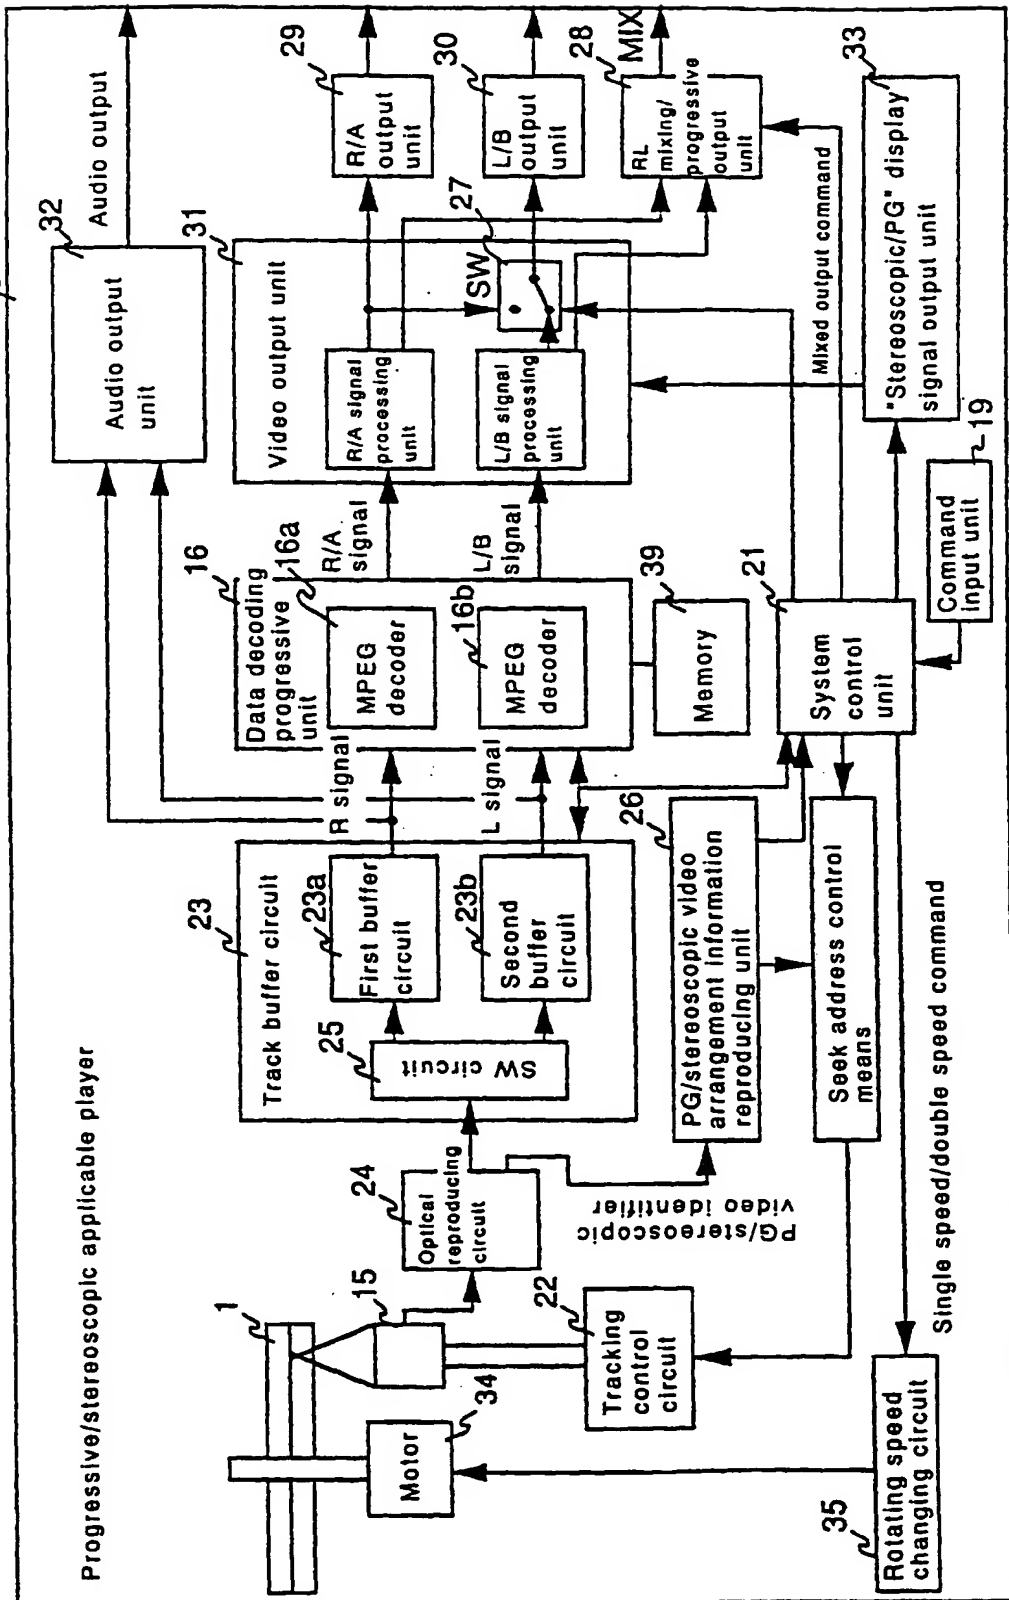 Progressive/stereoscopic applicable player
1
15
34
Motor
22
Tracking
control
circuit
35
Rotating speed
changing circuit
Single speed/double speed command
24
Optical
reproducing
circuit
PG/stereoscopic
video identifier
23
Track buffer circuit
25
SW circuit
23a
First buffer
circuit
23b
Second
buffer
circuit
26
PG/stereoscopic video
arrangement information
reproducing unit
Seek address control
means
R signal
L signal
16
Data decoding
progressive
unit
16a
MPEG
decoder
16b
MPEG
decoder
39
Memory
21
System
control
unit
19
Command
input unit
R/A
signal
L/B
signal
32
Audio output
unit
Audio output
31
Video output unit
R/A signal
processing
unit
L/B signal
processing
unit
SW
27
29
R/A
output
unit
30
L/B
output
unit
28
RL
mixing/
progressive
output
unit
MIX
Mixed output command
33
"Stereoscopic/PG" display
signal output unit